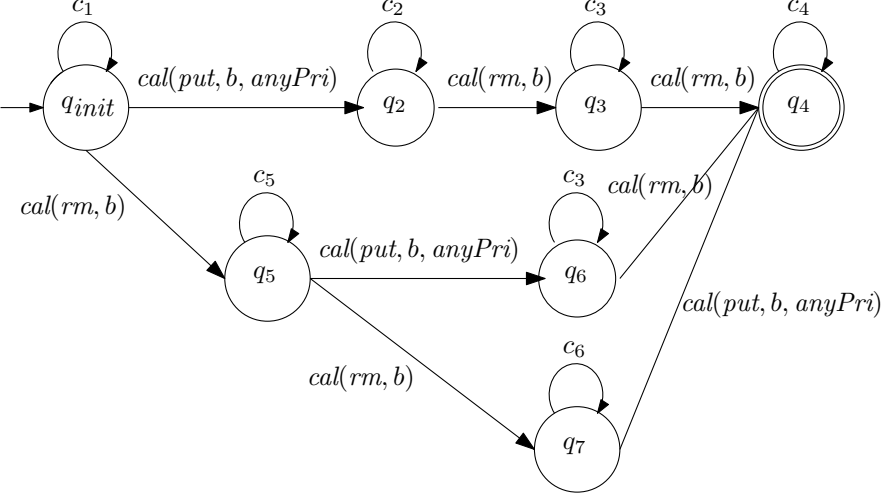 c₁ c₂ c₃ c₄
cal(put, b, anyPri) cal(rm, b) cal(rm, b)
q_init q₂ q₃ q₄
c₅ c₃ cal(rm, b)
cal(rm, b)
cal(put, b, anyPri)
q₅ q₆
cal(put, b, anyPri)
c₆
cal(rm, b)
q₇